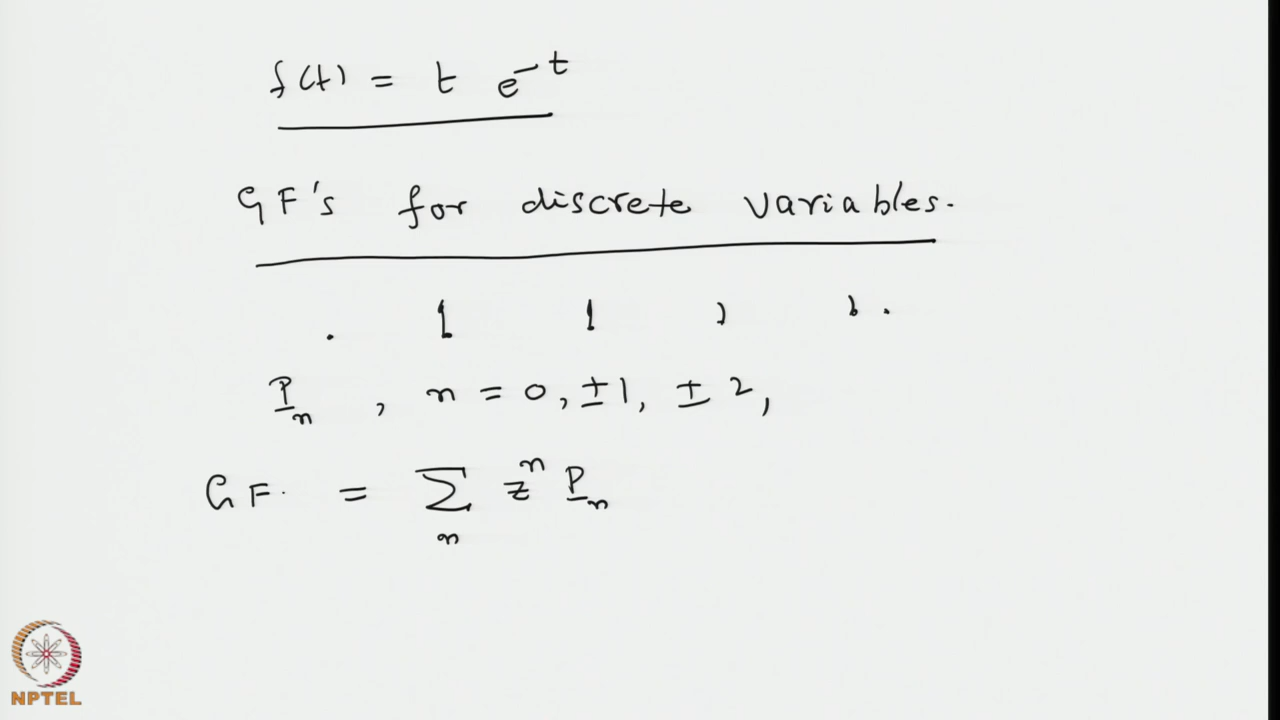 f(t) = t e^{-t}
GF's for discrete variables.
P_n , n = 0, ±1, ±2,
GF. = Σ_n z^n P_n
NPTEL